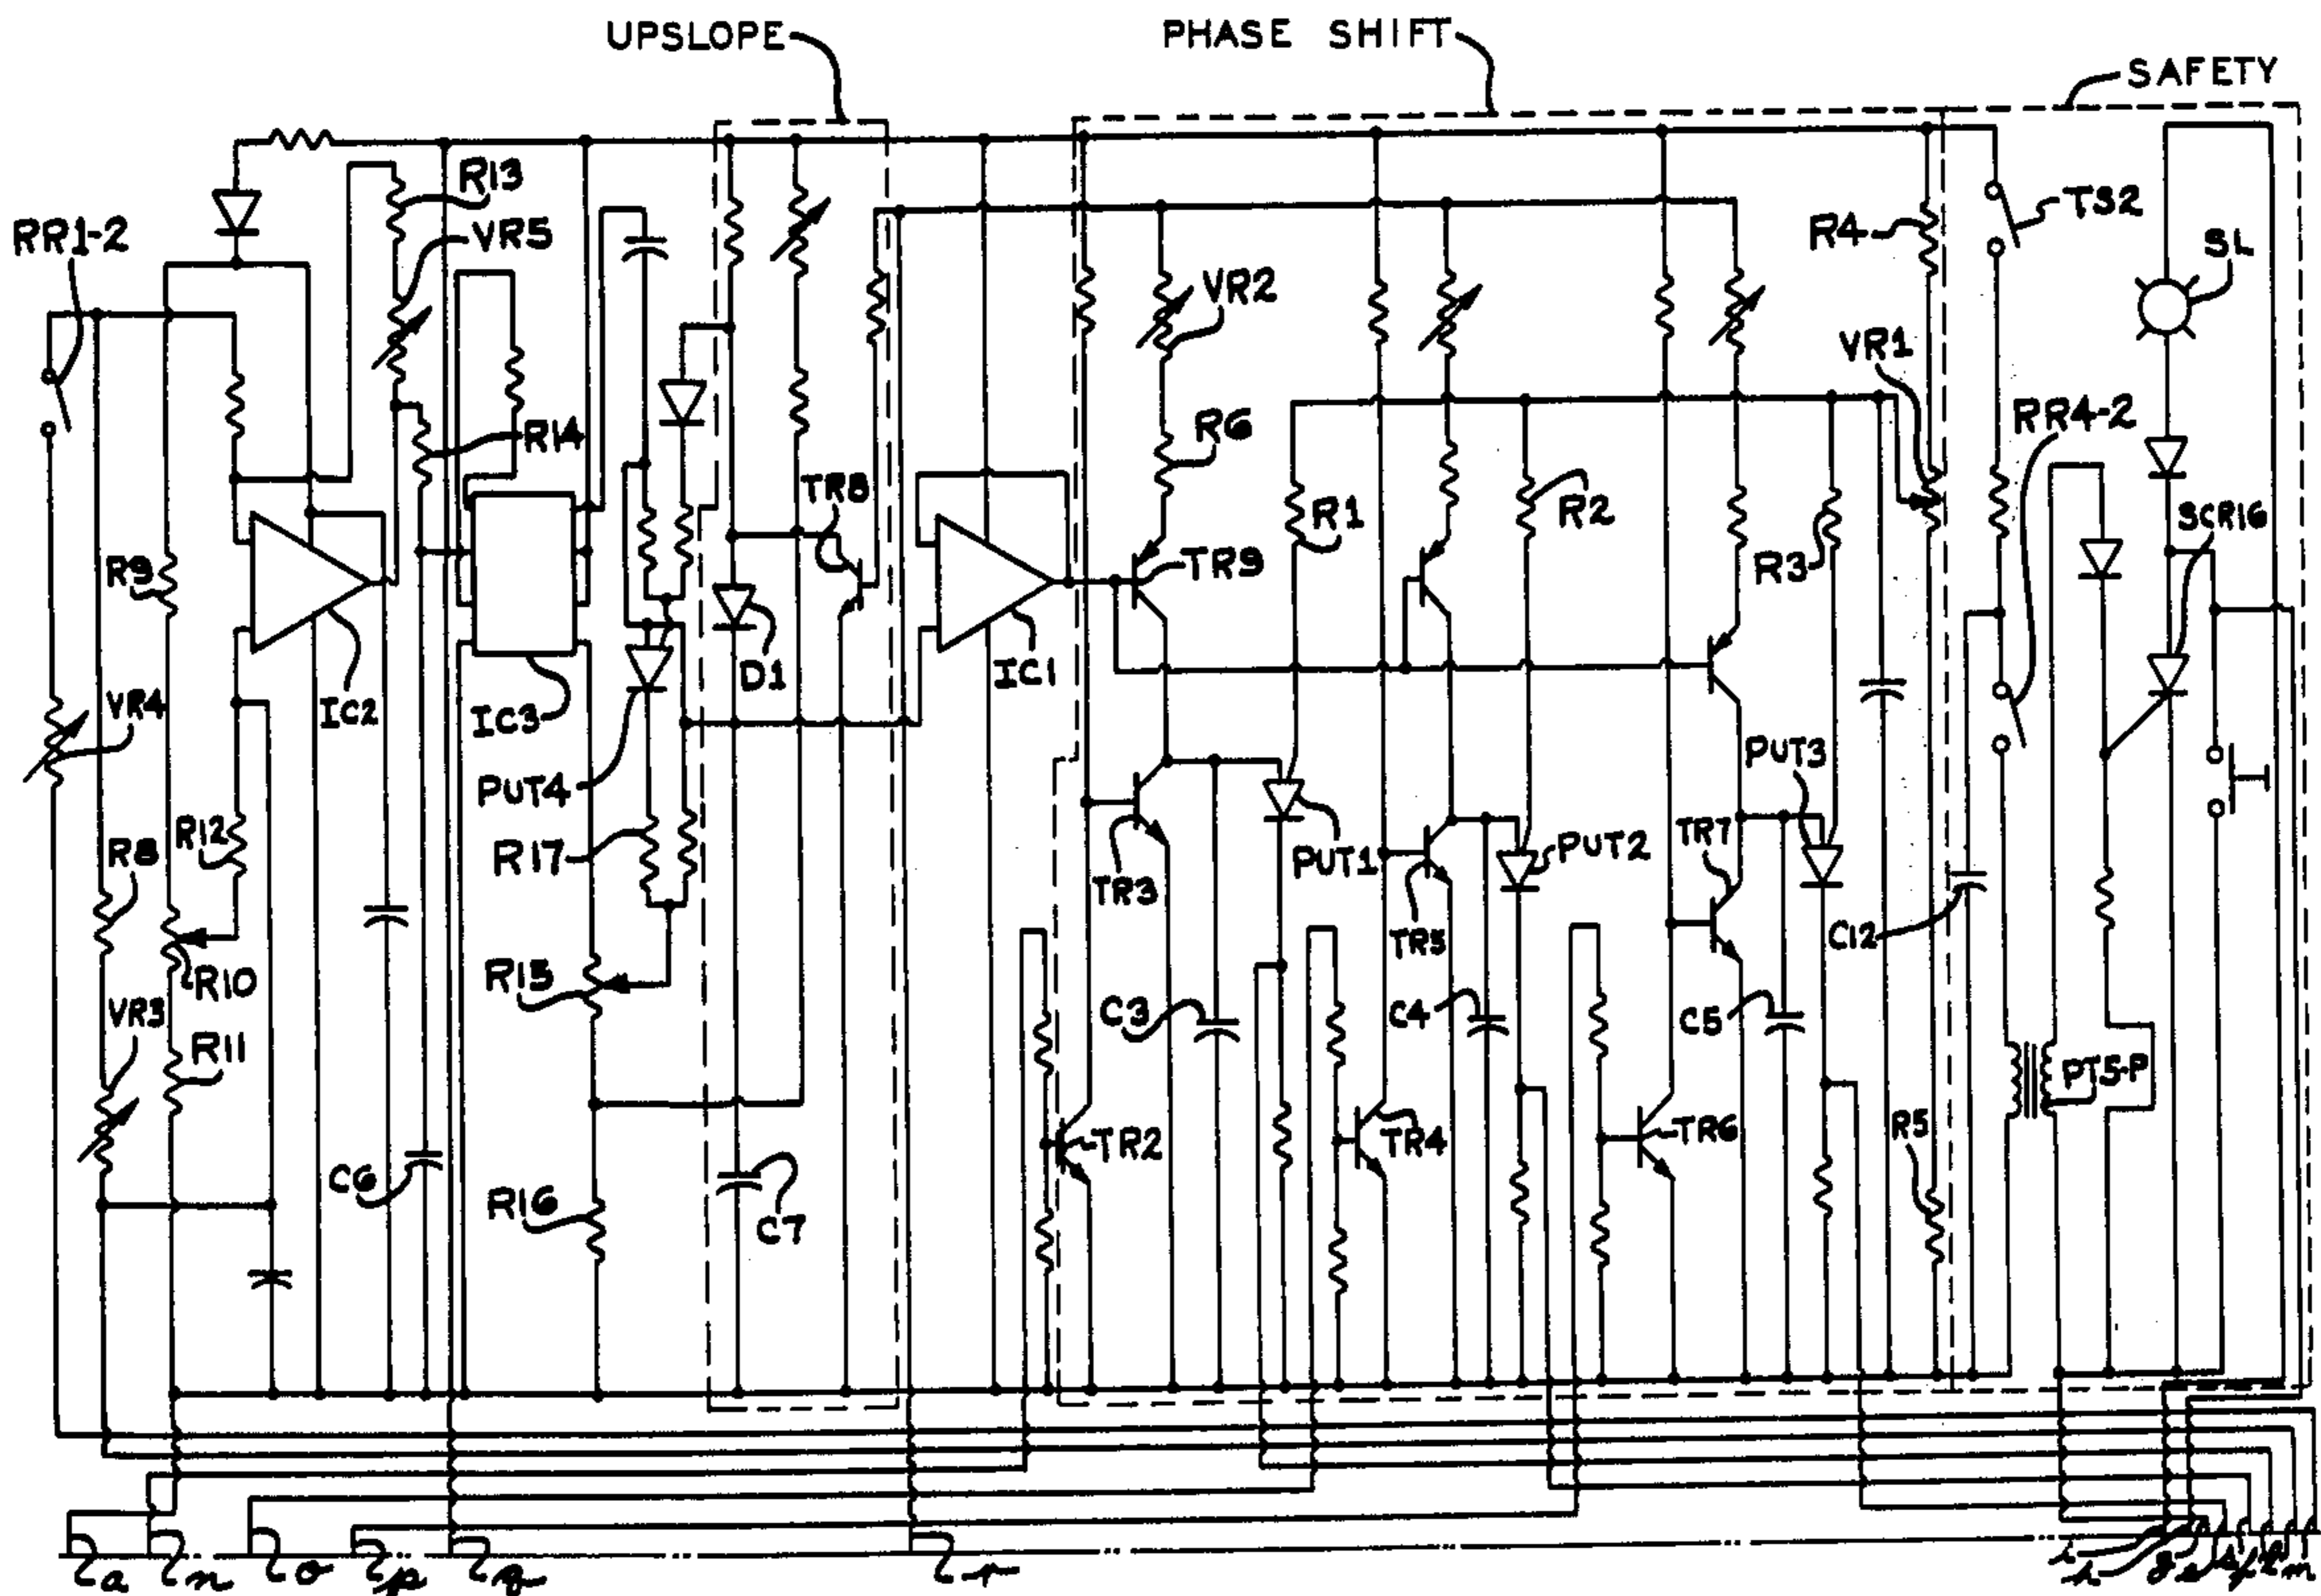 UPSLOPE
PHASE SHIFT
SAFETY
R13
RR1-2
VR5
TS2
R4
SL
VR2
VR1
RR4-2
R14
R6
TR8
R1
R2
SCR16
R9
TR9
R3
D1
IC1
VR4
IC2
IC3
PUT4
PUT3
R12
R8
R17
PUT1
PUT2
TR7
TR3
TR5
C12
R10
R15
VR3
C3
C4
C5
R11
PT5-P
TR2
TR4
TR6
R5
C6
R16
C7
a
n
o
p
q
r
i
h
g
e
f
l
m